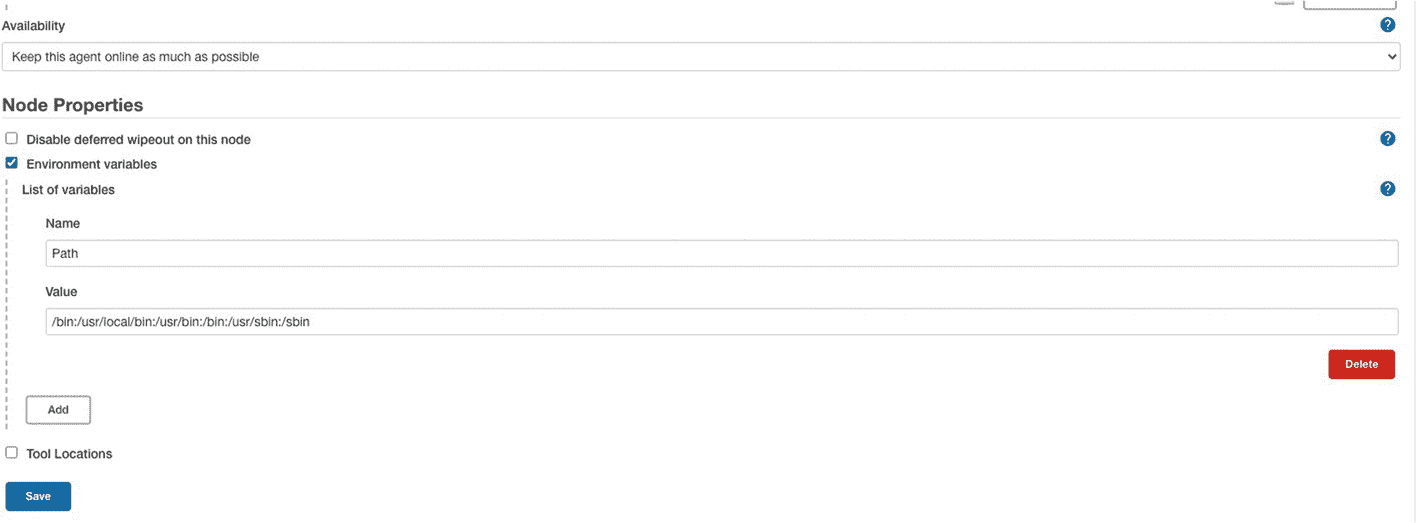 Availability
?
Keep this agent online as much as possible
Node Properties
Disable deferred wipeout on this node
?
Environment variables
List of variables
?
Name
Path
Value
/bin:/usr/local/bin:/usr/bin:/bin:/usr/sbin:/sbin
Delete
Add
Tool Locations
Save